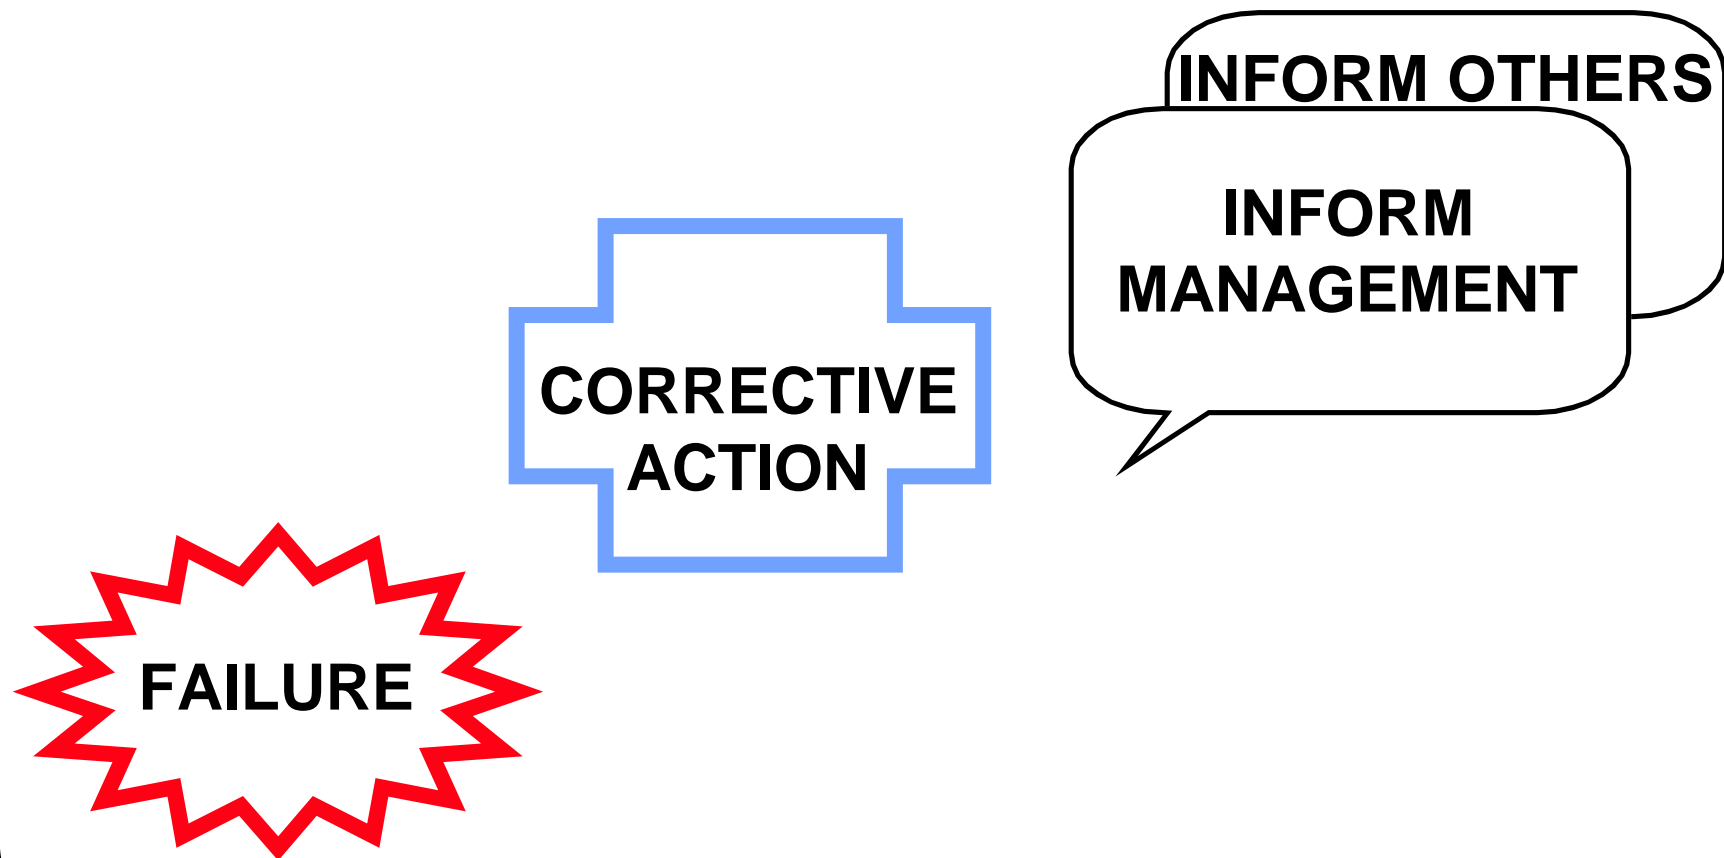 INFORM OTHERS
INFORM
MANAGEMENT
CORRECTIVE
ACTION
FAILURE